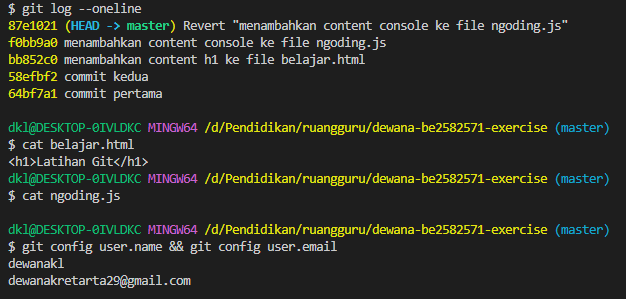 $ git log --oneline
87e1021 (HEAD -> master) Revert "menambahkan content console ke file ngoding.js"
f0bb9a0 menambahkan content console ke file ngoding.js
bb852c0 menambahkan content h1 ke file belajar.html
58efbf2 commit kedua
64bf7a1 commit pertama
dkl@DESKTOP-0IVLDKC MINGW64 /d/Pendidikan/ruangguru/dewana-be2582571-exercise (master)
$ cat belajar.html
<h1>Latihan Git</h1>
dkl@DESKTOP-0IVLDKC MINGW64 /d/Pendidikan/ruangguru/dewana-be2582571-exercise (master)
$ cat ngoding.js
dkl@DESKTOP-0IVLDKC MINGW64 /d/Pendidikan/ruangguru/dewana-be2582571-exercise (master)
$ git config user.name && git config user.email
dewanakl
dewanakretarta29@gmail.com